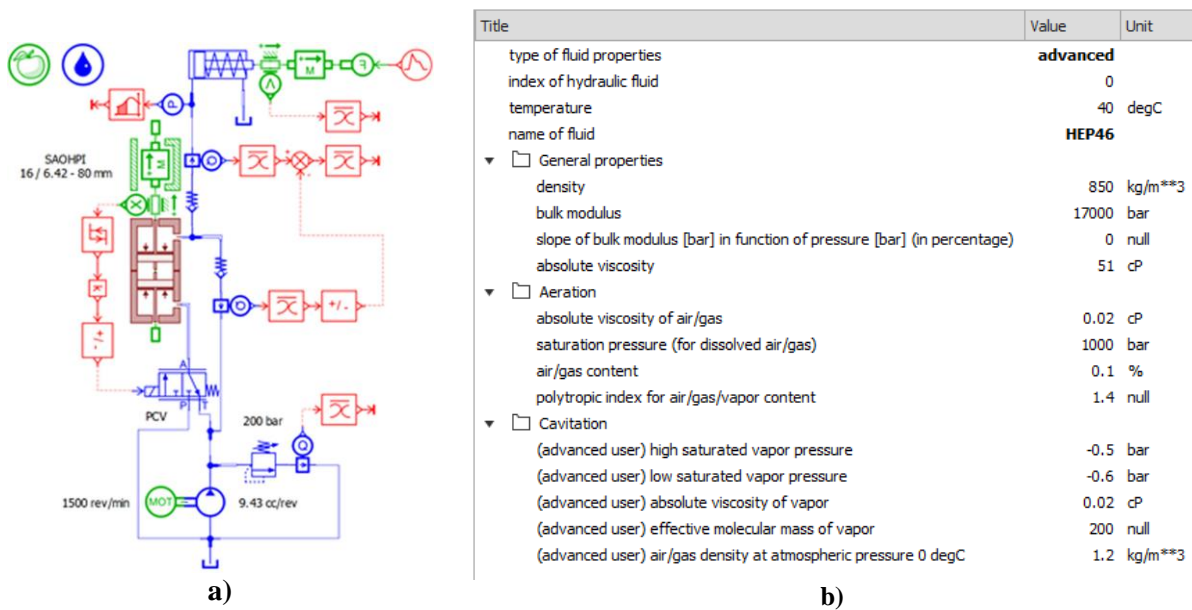 SAOHPI
16 / 6.42 - 80 mm
M
F
V
P
M
X
Q
Q
K
+/-
+/-
+
-
A
P T
PCV
200 bar
Q
1500 rev/min
MOT
9.43 cc/rev
a)
Title Value Unit
type of fluid properties advanced
index of hydraulic fluid 0
temperature 40 degC
name of fluid HEP46
General properties
density 850 kg/m**3
bulk modulus 17000 bar
slope of bulk modulus [bar] in function of pressure [bar] (in percentage) 0 null
absolute viscosity 51 cP
Aeration
absolute viscosity of air/gas 0.02 cP
saturation pressure (for dissolved air/gas) 1000 bar
air/gas content 0.1 %
polytropic index for air/gas/vapor content 1.4 null
Cavitation
(advanced user) high saturated vapor pressure -0.5 bar
(advanced user) low saturated vapor pressure -0.6 bar
(advanced user) absolute viscosity of vapor 0.02 cP
(advanced user) effective molecular mass of vapor 200 null
(advanced user) air/gas density at atmospheric pressure 0 degC 1.2 kg/m**3
b)